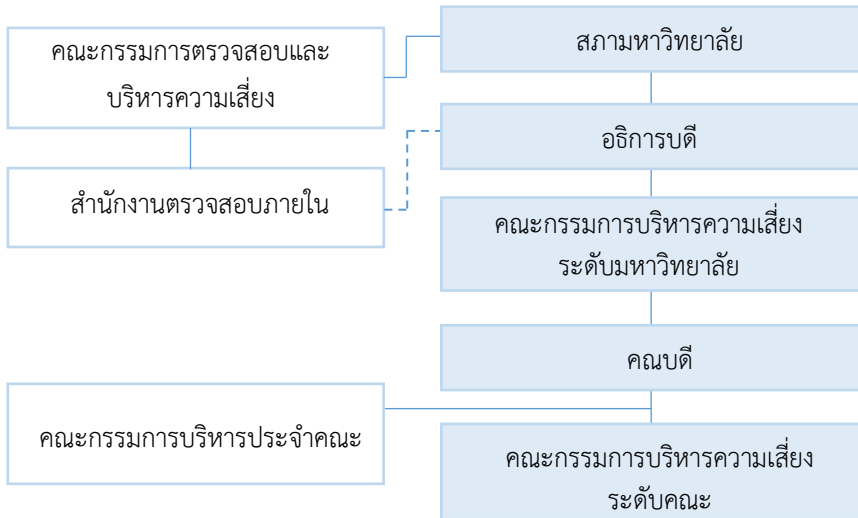 คณะกรรมการตรวจสอบและ
บริหารความเสี่ยง
สภามหาวิทยาลัย
อธิการบดี
สำนักงานตรวจสอบภายใน
คณะกรรมการบริหารความเสี่ยง
ระดับมหาวิทยาลัย
คณบดี
คณะกรรมการบริหารประจำคณะ
คณะกรรมการบริหารความเสี่ยง
ระดับคณะ